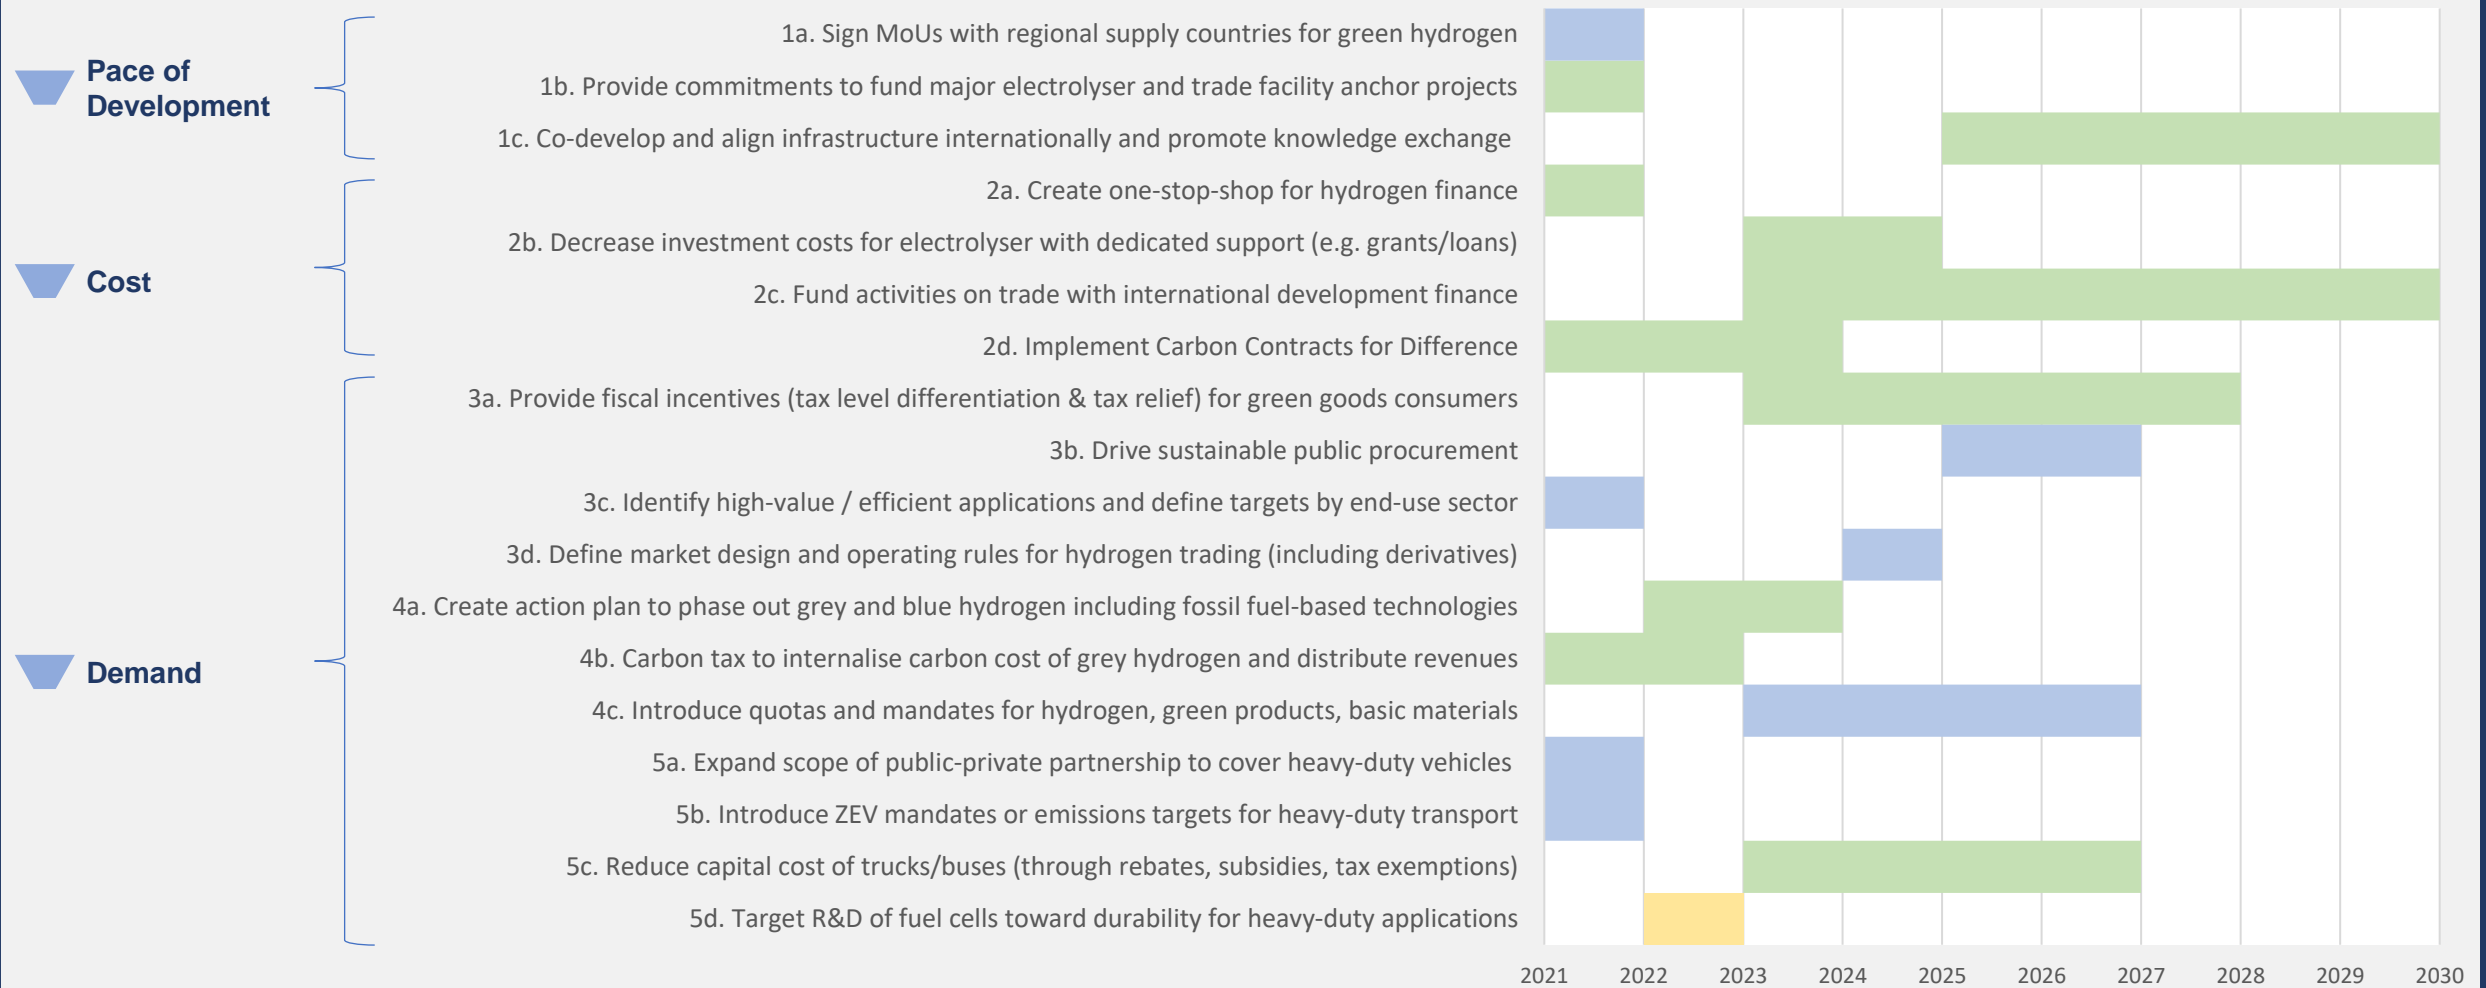 Pace of
Development
1a. Sign MoUs with regional supply countries for green hydrogen
1b. Provide commitments to fund major electrolyser and trade facility anchor projects
1c. Co-develop and align infrastructure internationally and promote knowledge exchange
Cost
2a. Create one-stop-shop for hydrogen finance
2b. Decrease investment costs for electrolyser with dedicated support (e.g. grants/loans)
2c. Fund activities on trade with international development finance
2d. Implement Carbon Contracts for Difference
Demand
3a. Provide fiscal incentives (tax level differentiation & tax relief) for green goods consumers
3b. Drive sustainable public procurement
3c. Identify high-value / efficient applications and define targets by end-use sector
3d. Define market design and operating rules for hydrogen trading (including derivatives)
4a. Create action plan to phase out grey and blue hydrogen including fossil fuel-based technologies
4b. Carbon tax to internalise carbon cost of grey hydrogen and distribute revenues
4c. Introduce quotas and mandates for hydrogen, green products, basic materials
5a. Expand scope of public-private partnership to cover heavy-duty vehicles
5b. Introduce ZEV mandates or emissions targets for heavy-duty transport
5c. Reduce capital cost of trucks/buses (through rebates, subsidies, tax exemptions)
5d. Target R&D of fuel cells toward durability for heavy-duty applications
2021 2022 2023 2024 2025 2026 2027 2028 2029 2030